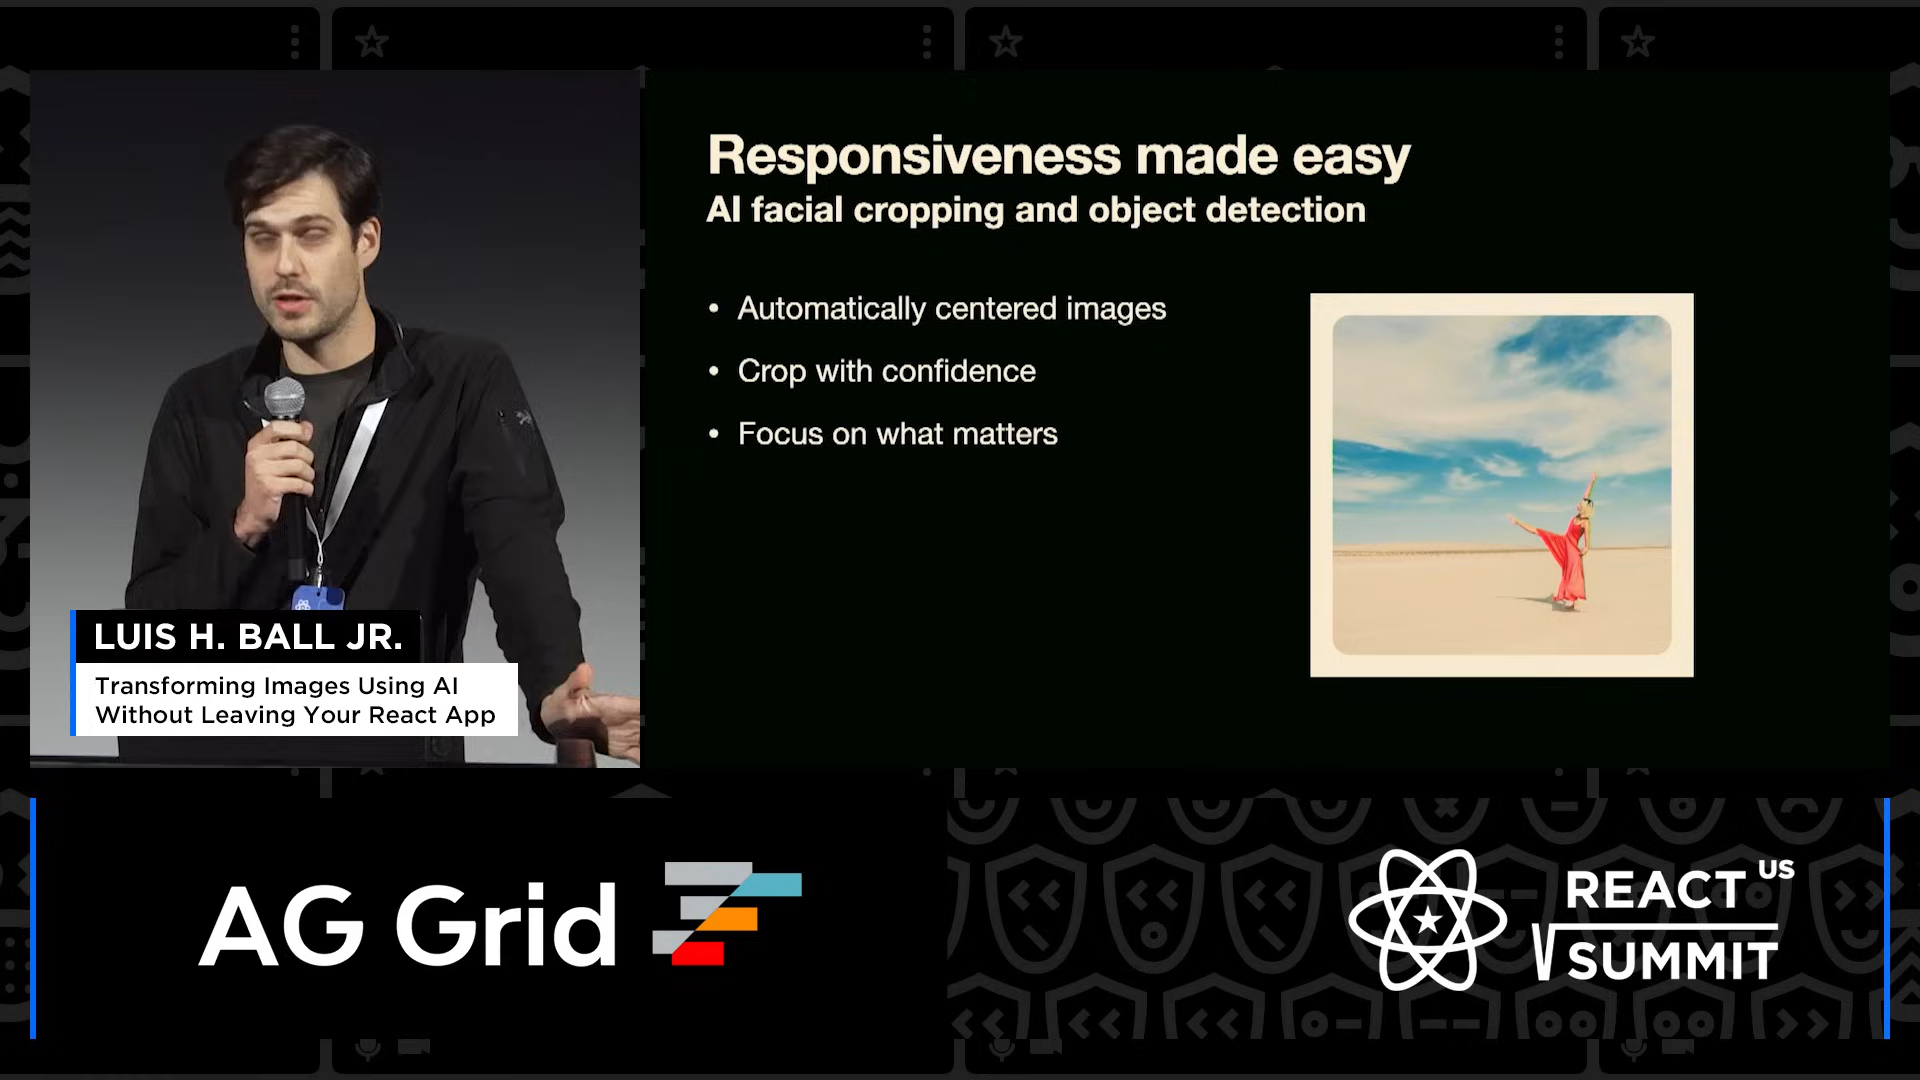 Responsiveness made easy
AI facial cropping and object detection
• Automatically centered images
• Crop with confidence
• Focus on what matters
LUIS H. BALL JR.
Transforming Images Using AI
Without Leaving Your React App
AG Grid
REACT US
SUMMIT